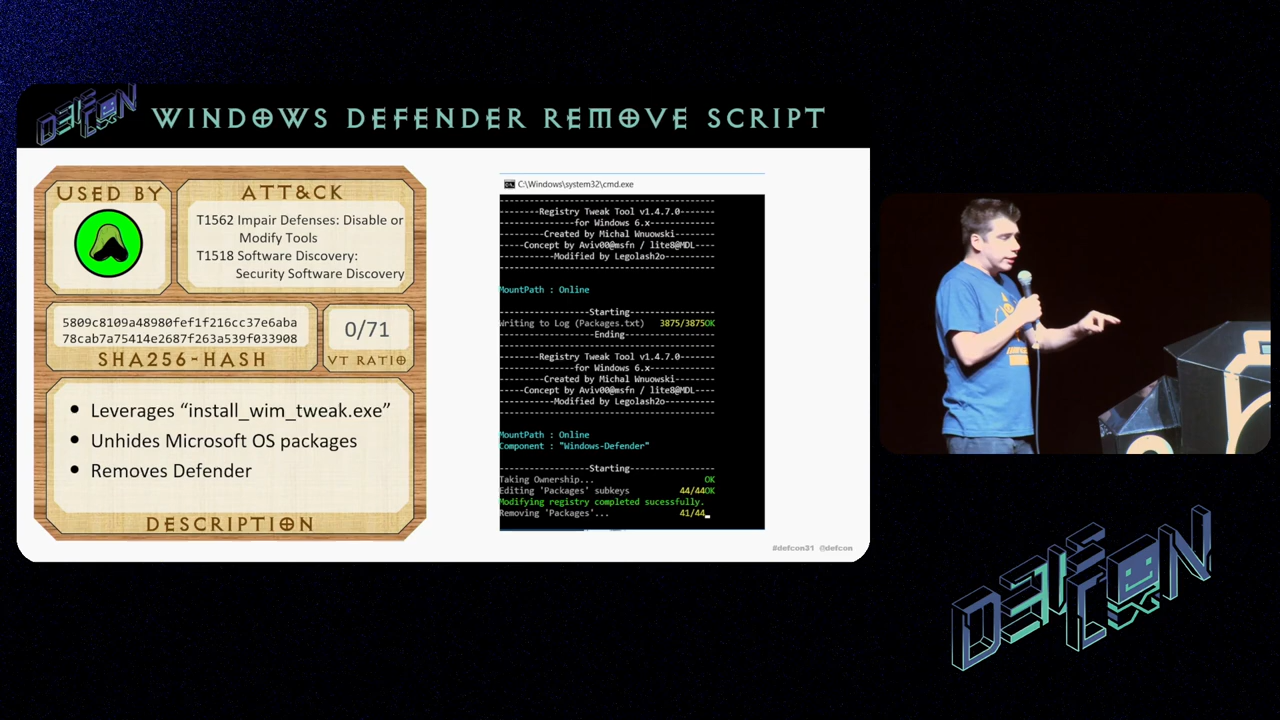 DEF CON
WINDOWS DEFENDER REMOVE SCRIPT
USED BY
ATT&CK
T1562 Impair Defenses: Disable or
Modify Tools
T1518 Software Discovery:
Security Software Discovery
5809c8109a48980fef1f216cc37e6aba
78cab7a75414e2687f263a539f033908
SHA256-HASH
0/71
VT RATIO
• Leverages “install_wim_tweak.exe”
• Unhides Microsoft OS packages
• Removes Defender
DESCRIPTION
C:\Windows\system32\cmd.exe
--------Registry Tweak Tool v1.4.7.0-------
-------------for Windows 6.x---------------
---------Created by Michal Wnuowski--------
-----Concept by Aviv00@msfn / lite8@MDL----
-----------Modified by Legolash2o----------
MountPath : Online
------------------Starting-----------------
Writing to Log (Packages.txt) 3875/3875OK
-------------------Ending------------------
--------Registry Tweak Tool v1.4.7.0-------
-------------for Windows 6.x---------------
---------Created by Michal Wnuowski--------
-----Concept by Aviv00@msfn / lite8@MDL----
-----------Modified by Legolash2o----------
MountPath : Online
Component : "Windows-Defender"
------------------Starting-----------------
Taking Ownership... OK
Editing 'Packages' subkeys 44/44OK
Modifying registry completed sucessfully.
Removing 'Packages'... 41/44
#defcon31 @defcon
DEF CON